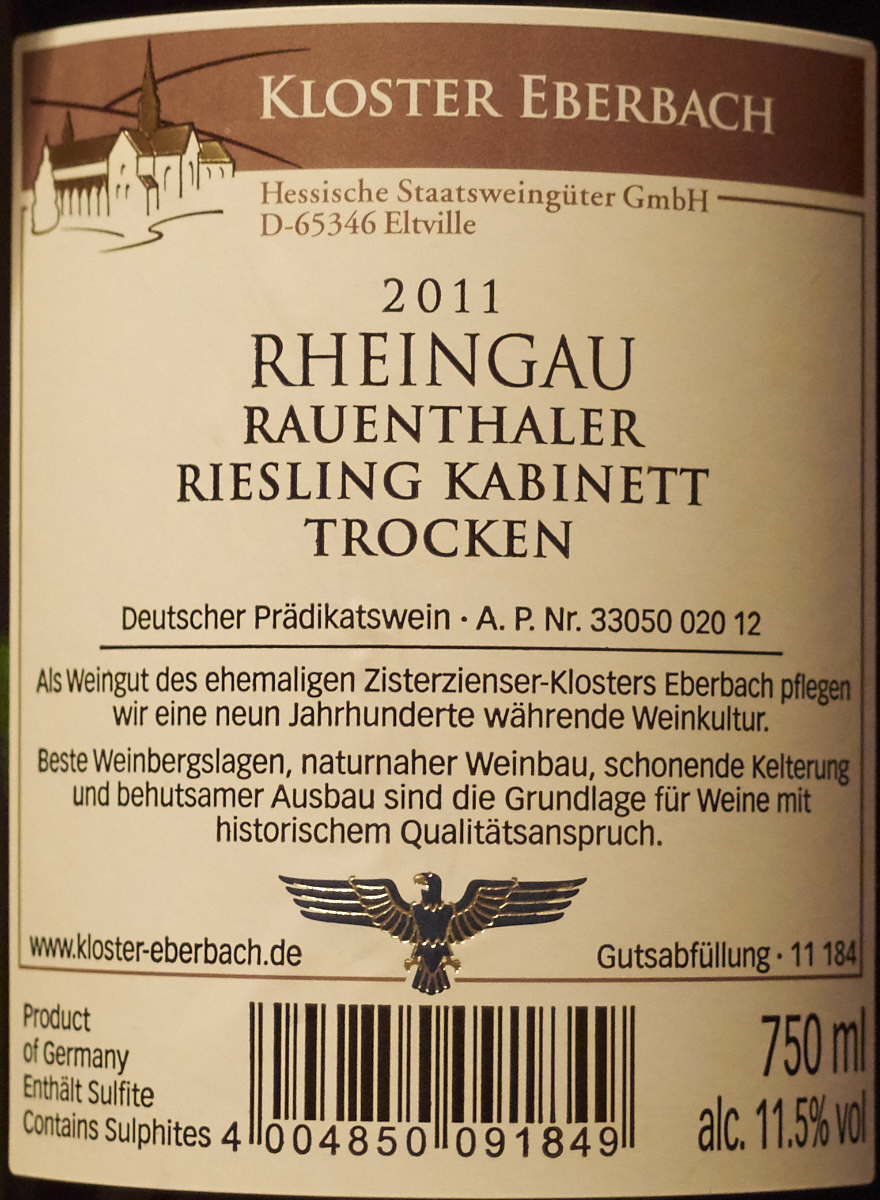 KLOSTER EBERBACH
Hessische Staatsweingüter GmbH
D-65346 Eltville
2011
RHEINGAU
RAUENTHALER
RIESLING KABINETT
TROCKEN
Deutscher Prädikatswein · A. P. Nr. 33050 020 12
Als Weingut des ehemaligen Zisterzienser-Klosters Eberbach pflegen
wir eine neun Jahrhunderte währende Weinkultur.
Beste Weinbergslagen, naturnaher Weinbau, schonende Kelterung
und behutsamer Ausbau sind die Grundlage für Weine mit
historischem Qualitätsanspruch.
www.kloster-eberbach.de
Gutsabfüllung · 11 184
Product
of Germany
Enthält Sulfite
Contains Sulphites
4 004850 091849
750 ml
alc. 11.5% vol